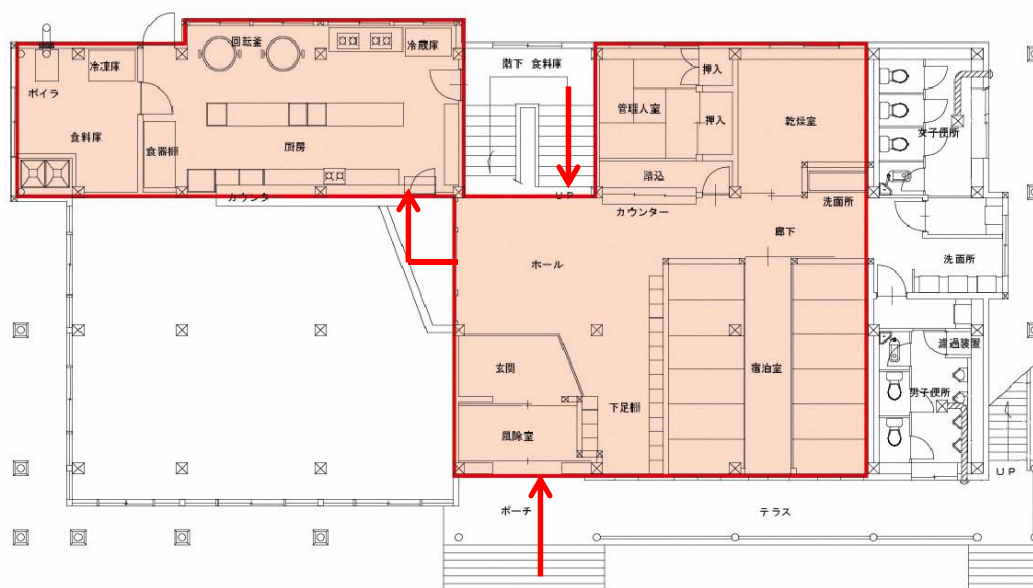 回転釜
冷蔵庫
冷凍庫
階下 食料庫
押入
ボイラ
管理人室
押入
乾燥室
女子便所
食料庫
食器棚
厨房
踏込
カウンタ
UP
カウンター
洗面所
廊下
ホール
洗面所
濾過装置
玄関
宿泊室
男子便所
下足棚
風除室
UP
ポーチ
テラス